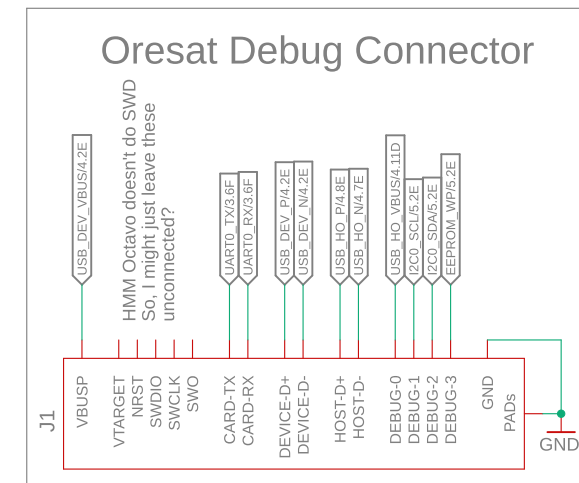 Oresat Debug Connector
HMM Octavo doesn't do SWD
So, I might just leave these
unconnected?
USB_DEV_VBUS/4.2E
UART0_TX/3.6F
UART0_RX/3.6F
USB_DEV_P/4.2E
USB_DEV_N/4.2E
USB_HO_P/4.8E
USB_HO_N/4.7E
USB_HO_VBUS/4.11D
I2C0_SCL/5.2E
I2C0_SDA/5.2E
EEPROM_WP/5.2E
J1
VBUSP
VTARGET
NRST
SWDIO
SWCLK
SWO
CARD-TX
CARD-RX
DEVICE-D+
DEVICE-D-
HOST-D+
HOST-D-
DEBUG-0
DEBUG-1
DEBUG-2
DEBUG-3
GND
PADs
GND